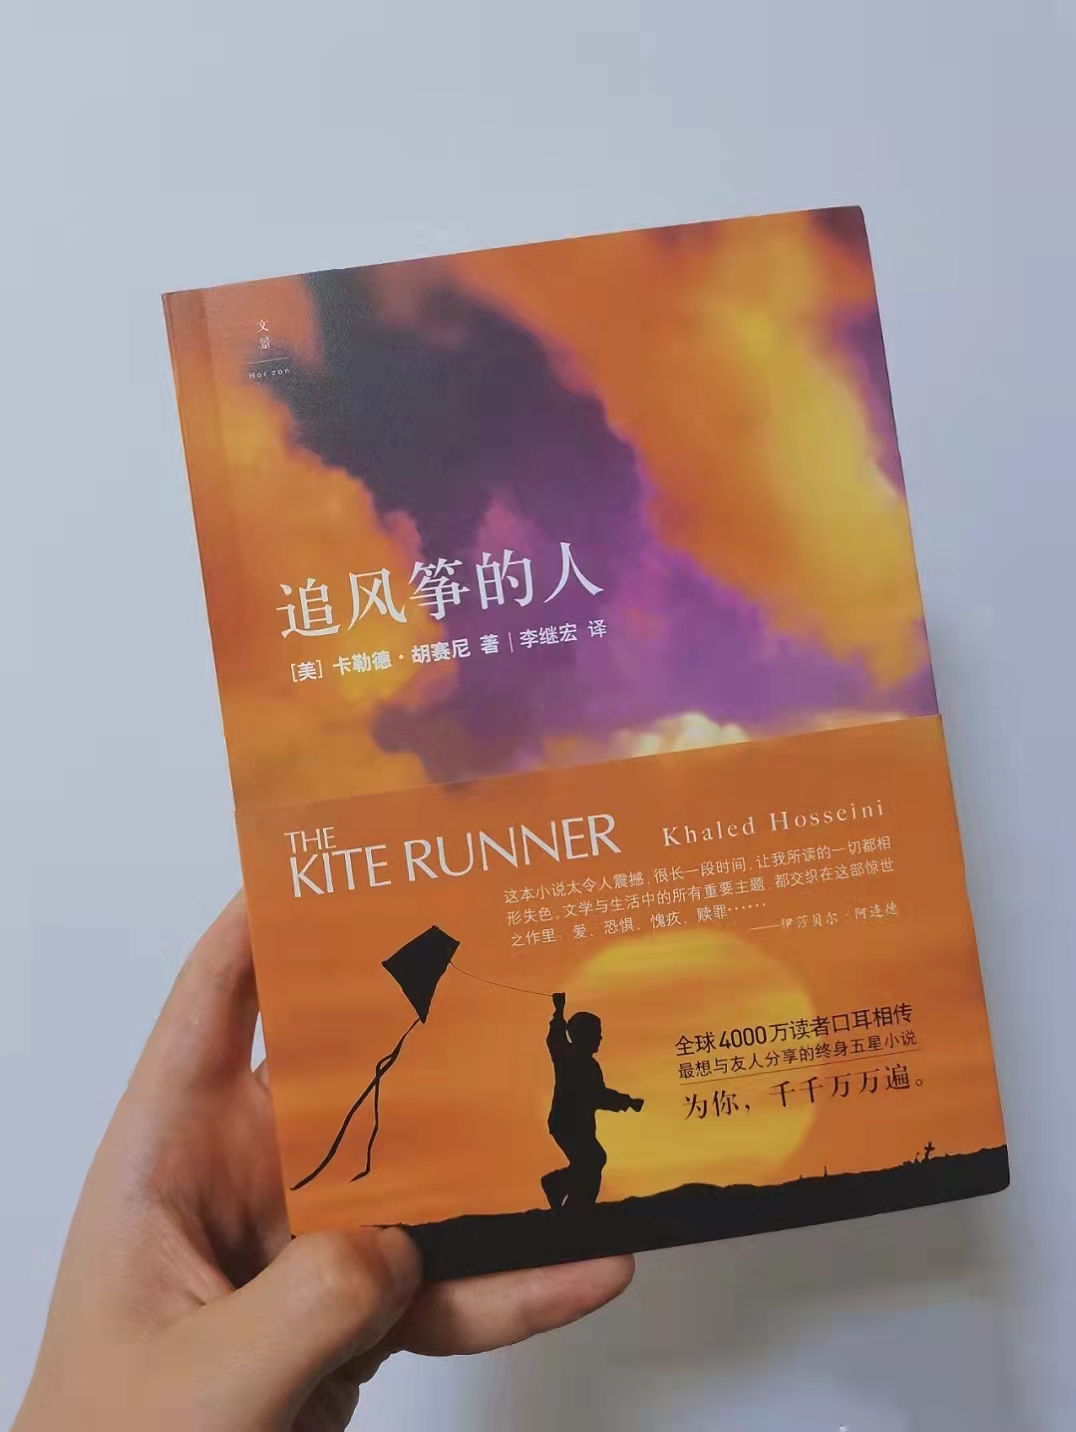 文
景
Horizon
追风筝的人
[美] 卡勒德·胡赛尼 著 | 李继宏 译
THE
KITE RUNNER
Khaled Hosseini
这本小说太令人震撼，很长一段时间，让我所读的一切都相
形失色。文学与生活中的所有重要主题，都交织在这部惊世
之作里：爱、恐惧、愧疚、赎罪……
——伊莎贝尔·阿连德
全球4000万读者口耳相传
最想与友人分享的终身五星小说
为你，千千万万遍。